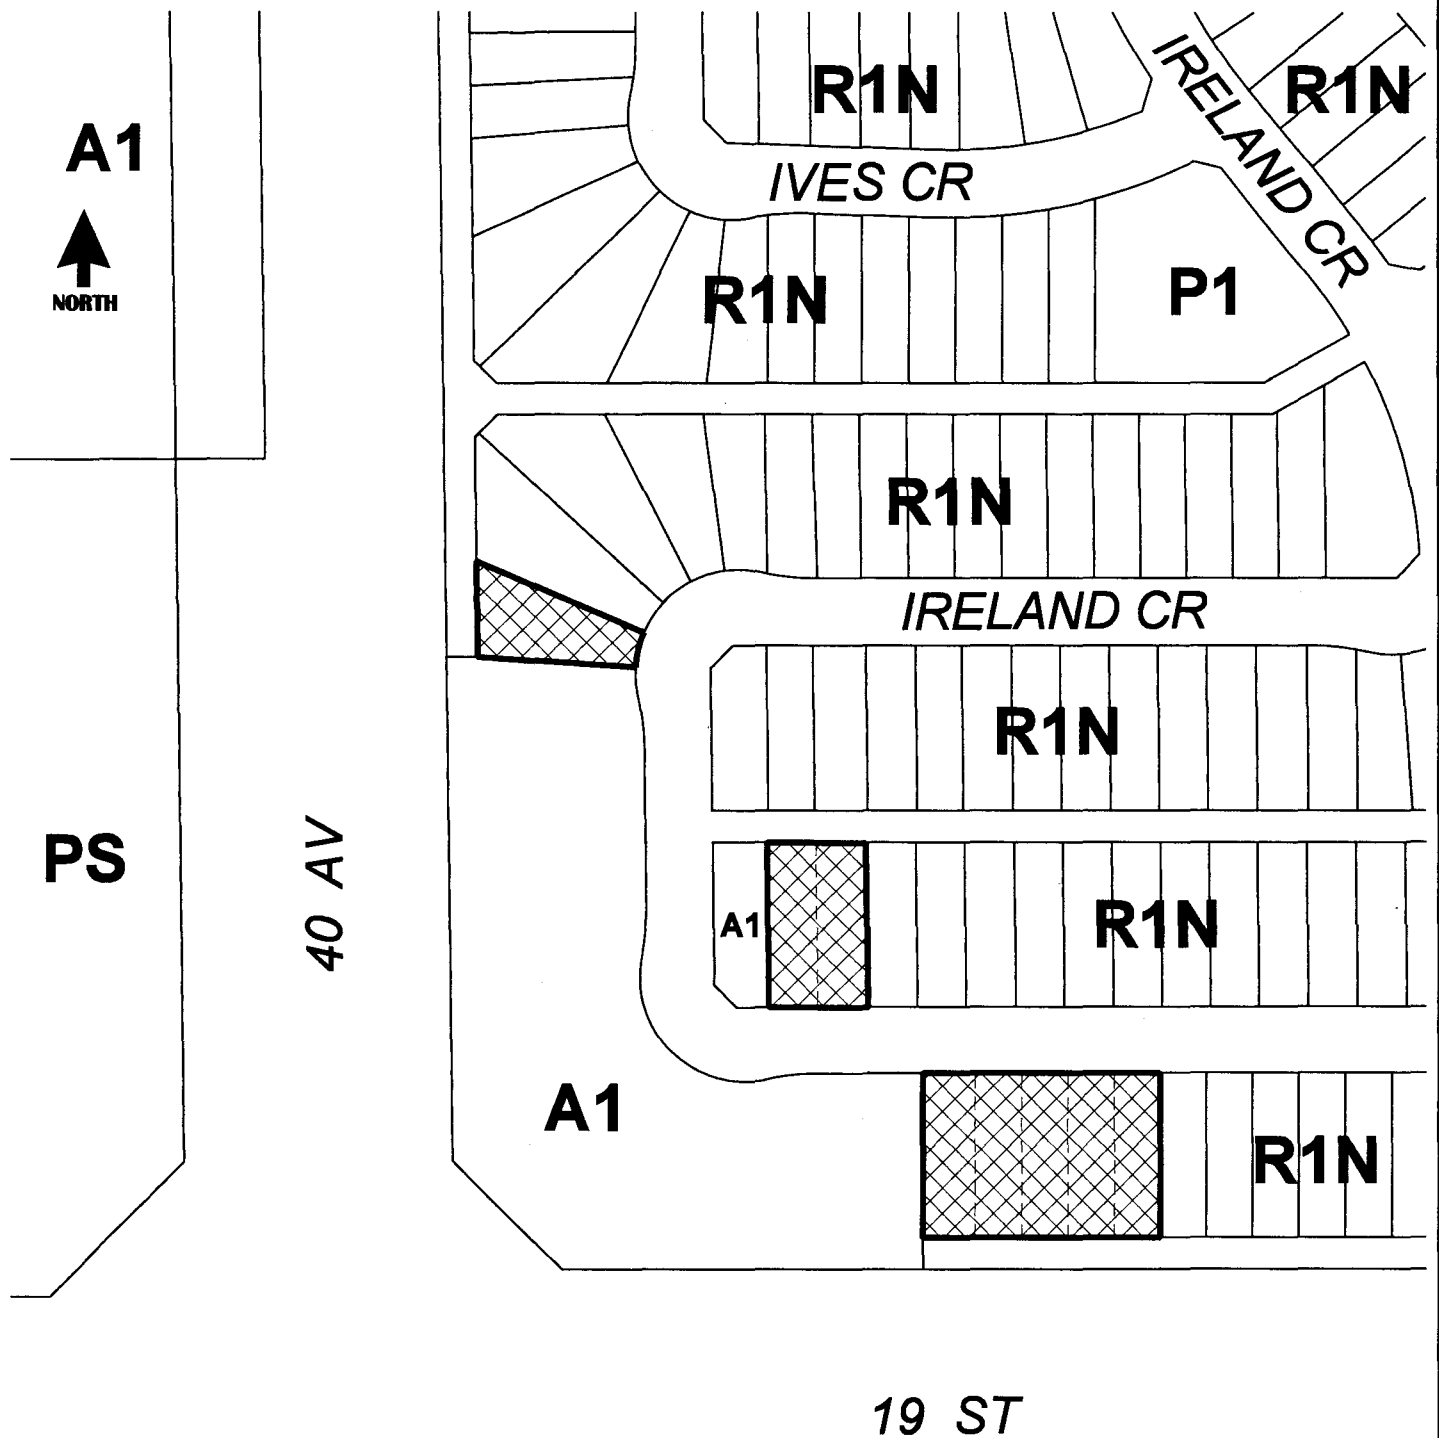 R1N
R1N
A1
IRELAND CR
IVES CR
NORTH
R1N
P1
R1N
IRELAND CR
R1N
PS
40 AV
A1
R1N
A1
R1N
19 ST